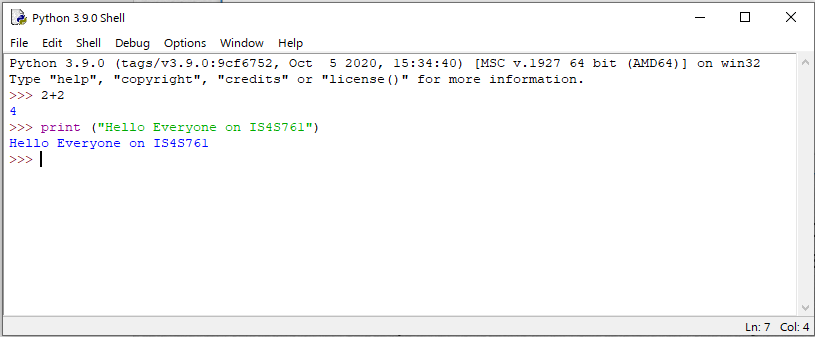 Python 3.9.0 Shell
File Edit Shell Debug Options Window Help
Python 3.9.0 (tags/v3.9.0:9cf6752, Oct  5 2020, 15:34:40) [MSC v.1927 64 bit (AMD64)] on win32
Type "help", "copyright", "credits" or "license()" for more information.
>>> 2+2
4
>>> print ("Hello Everyone on IS4S761")
Hello Everyone on IS4S761
>>>
Ln: 7 Col: 4